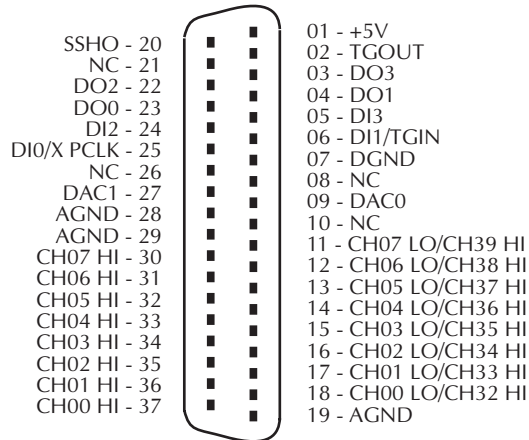 SSHO - 20
NC - 21
DO2 - 22
DO0 - 23
DI2 - 24
DI0/X PCLK - 25
NC - 26
DAC1 - 27
AGND - 28
AGND - 29
CH07 HI - 30
CH06 HI - 31
CH05 HI - 32
CH04 HI - 33
CH03 HI - 34
CH02 HI - 35
CH01 HI - 36
CH00 HI - 37
01 - +5V
02 - TGOUT
03 - DO3
04 - DO1
05 - DI3
06 - DI1/TGIN
07 - DGND
08 - NC
09 - DAC0
10 - NC
11 - CH07 LO/CH39 HI
12 - CH06 LO/CH38 HI
13 - CH05 LO/CH37 HI
14 - CH04 LO/CH36 HI
15 - CH03 LO/CH35 HI
16 - CH02 LO/CH34 HI
17 - CH01 LO/CH33 HI
18 - CH00 LO/CH32 HI
19 - AGND